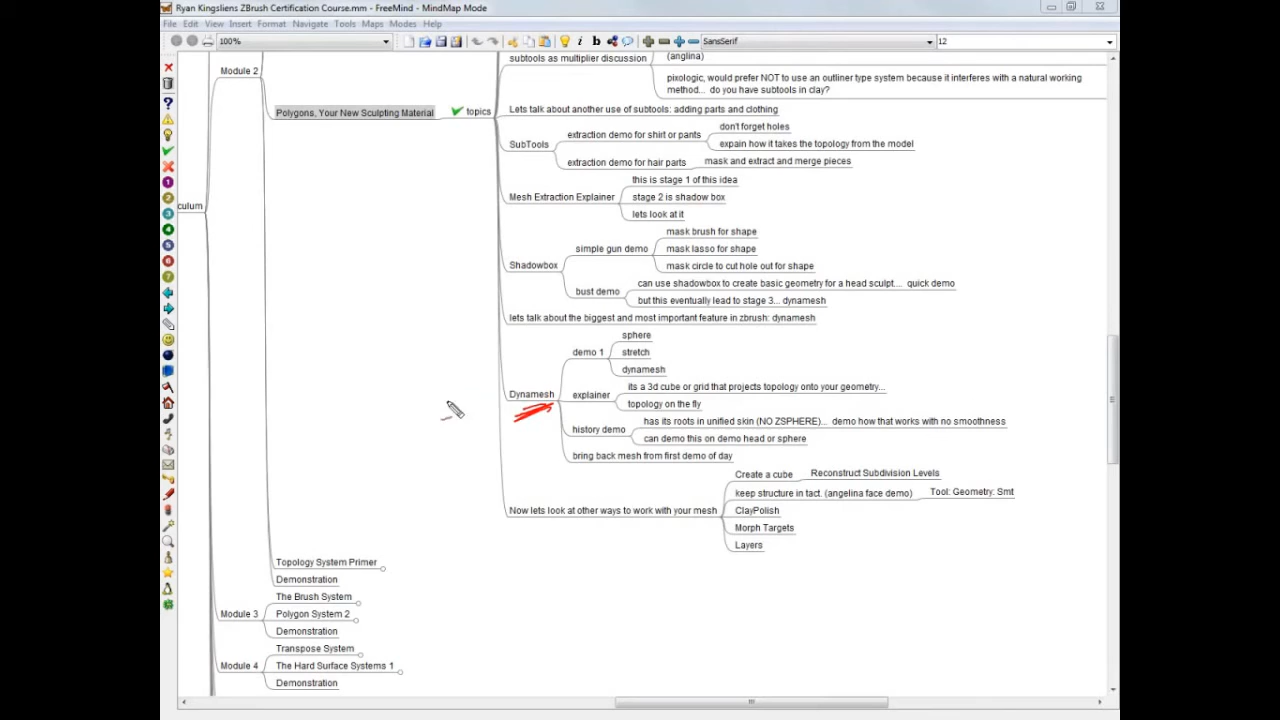 Ryan Kingsliens ZBrush Certification Course.mm - FreeMind - MindMap Mode
File Edit View Insert Format Navigate Tools Maps Modes Help
100%
SansSerif
12
culum
Module 2
Polygons, Your New Sculpting Material
topics
subtools as multiplier discussion
(anglina)
pixologic, would prefer NOT to use an outliner type system because it interferes with a natural working
method... do you have subtools in clay?
Lets talk about another use of subtools: adding parts and clothing
SubTools
extraction demo for shirt or pants
don't forget holes
expain how it takes the topology from the model
extraction demo for hair parts
mask and extract and merge pieces
Mesh Extraction Explainer
this is stage 1 of this idea
stage 2 is shadow box
lets look at it
Shadowbox
simple gun demo
mask brush for shape
mask lasso for shape
mask circle to cut hole out for shape
bust demo
can use shadowbox to create basic geometry for a head sculpt... quick demo
but this eventually lead to stage 3... dynamesh
lets talk about the biggest and most important feature in zbrush: dynamesh
Dynamesh
demo 1
sphere
stretch
dynamesh
explainer
its a 3d cube or grid that projects topology onto your geometry...
topology on the fly
history demo
has its roots in unified skin (NO ZSPHERE)... demo how that works with no smoothness
can demo this on demo head or sphere
bring back mesh from first demo of day
Now lets look at other ways to work with your mesh
Create a cube
Reconstruct Subdivision Levels
keep structure in tact. (angelina face demo)
Tool: Geometry: Smt
ClayPolish
Morph Targets
Layers
Topology System Primer
Demonstration
Module 3
The Brush System
Polygon System 2
Demonstration
Module 4
Transpose System
The Hard Surface Systems 1
Demonstration